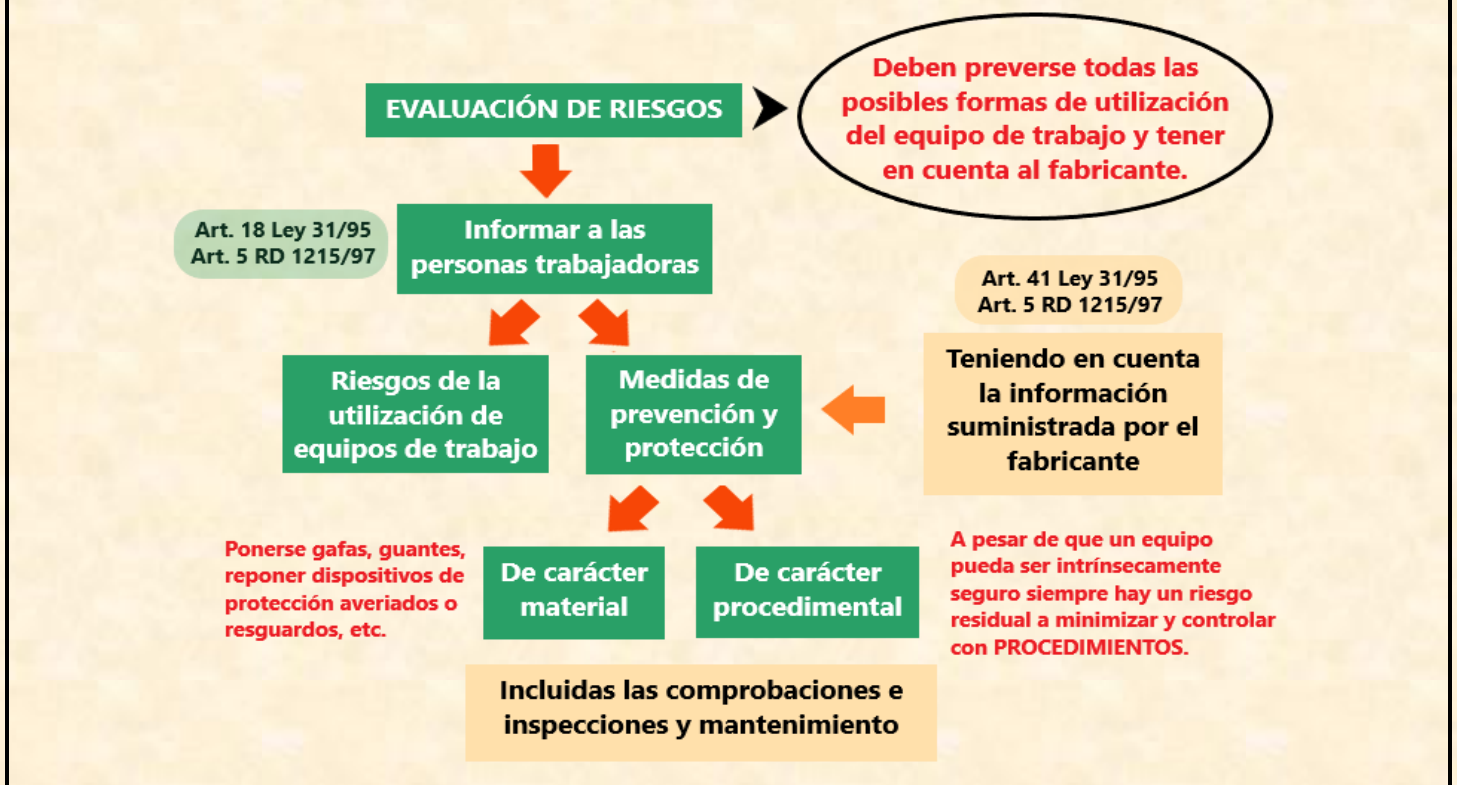 EVALUACIÓN DE RIESGOS
Deben preverse todas las
posibles formas de utilización
del equipo de trabajo y tener
en cuenta al fabricante.
Art. 18 Ley 31/95
Art. 5 RD 1215/97
Informar a las
personas trabajadoras
Art. 41 Ley 31/95
Art. 5 RD 1215/97
Riesgos de la
utilización de
equipos de trabajo
Medidas de
prevención y
protección
Teniendo en cuenta
la información
suministrada por el
fabricante
Ponerse gafas, guantes,
reponer dispositivos de
protección averiados o
resguardos, etc.
De carácter
material
De carácter
procedimental
A pesar de que un equipo
pueda ser intrínsecamente
seguro siempre hay un riesgo
residual a minimizar y controlar
con PROCEDIMIENTOS.
Incluidas las comprobaciones e
inspecciones y mantenimiento